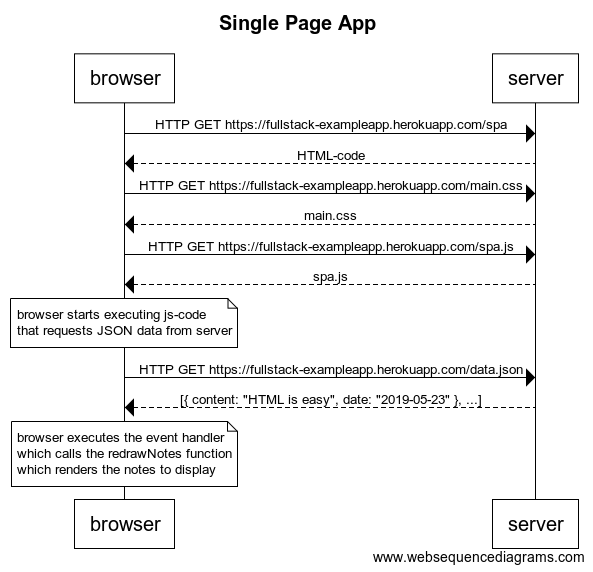 Single Page App
browser
server
HTTP GET https://fullstack-exampleapp.herokuapp.com/spa
HTML-code
HTTP GET https://fullstack-exampleapp.herokuapp.com/main.css
main.css
HTTP GET https://fullstack-exampleapp.herokuapp.com/spa.js
spa.js
browser starts executing js-code
that requests JSON data from server
HTTP GET https://fullstack-exampleapp.herokuapp.com/data.json
[{ content: "HTML is easy", date: "2019-05-23" }, ...]
browser executes the event handler
which calls the redrawNotes function
which renders the notes to display
browser
server
www.websequencediagrams.com